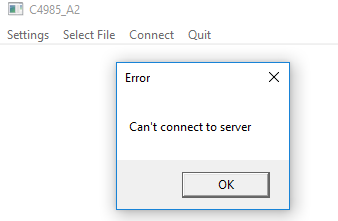 C4985_A2
Settings Select File Connect Quit
Error
Can't connect to server
OK